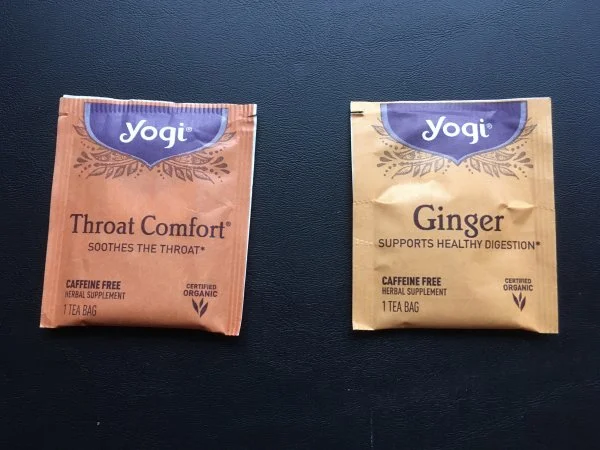 yogi®
Throat Comfort®
SOOTHES THE THROAT*
CAFFEINE FREE
HERBAL SUPPLEMENT
1 TEA BAG
CERTIFIED
ORGANIC
yogi®
Ginger
SUPPORTS HEALTHY DIGESTION*
CAFFEINE FREE
HERBAL SUPPLEMENT
1 TEA BAG
CERTIFIED
ORGANIC